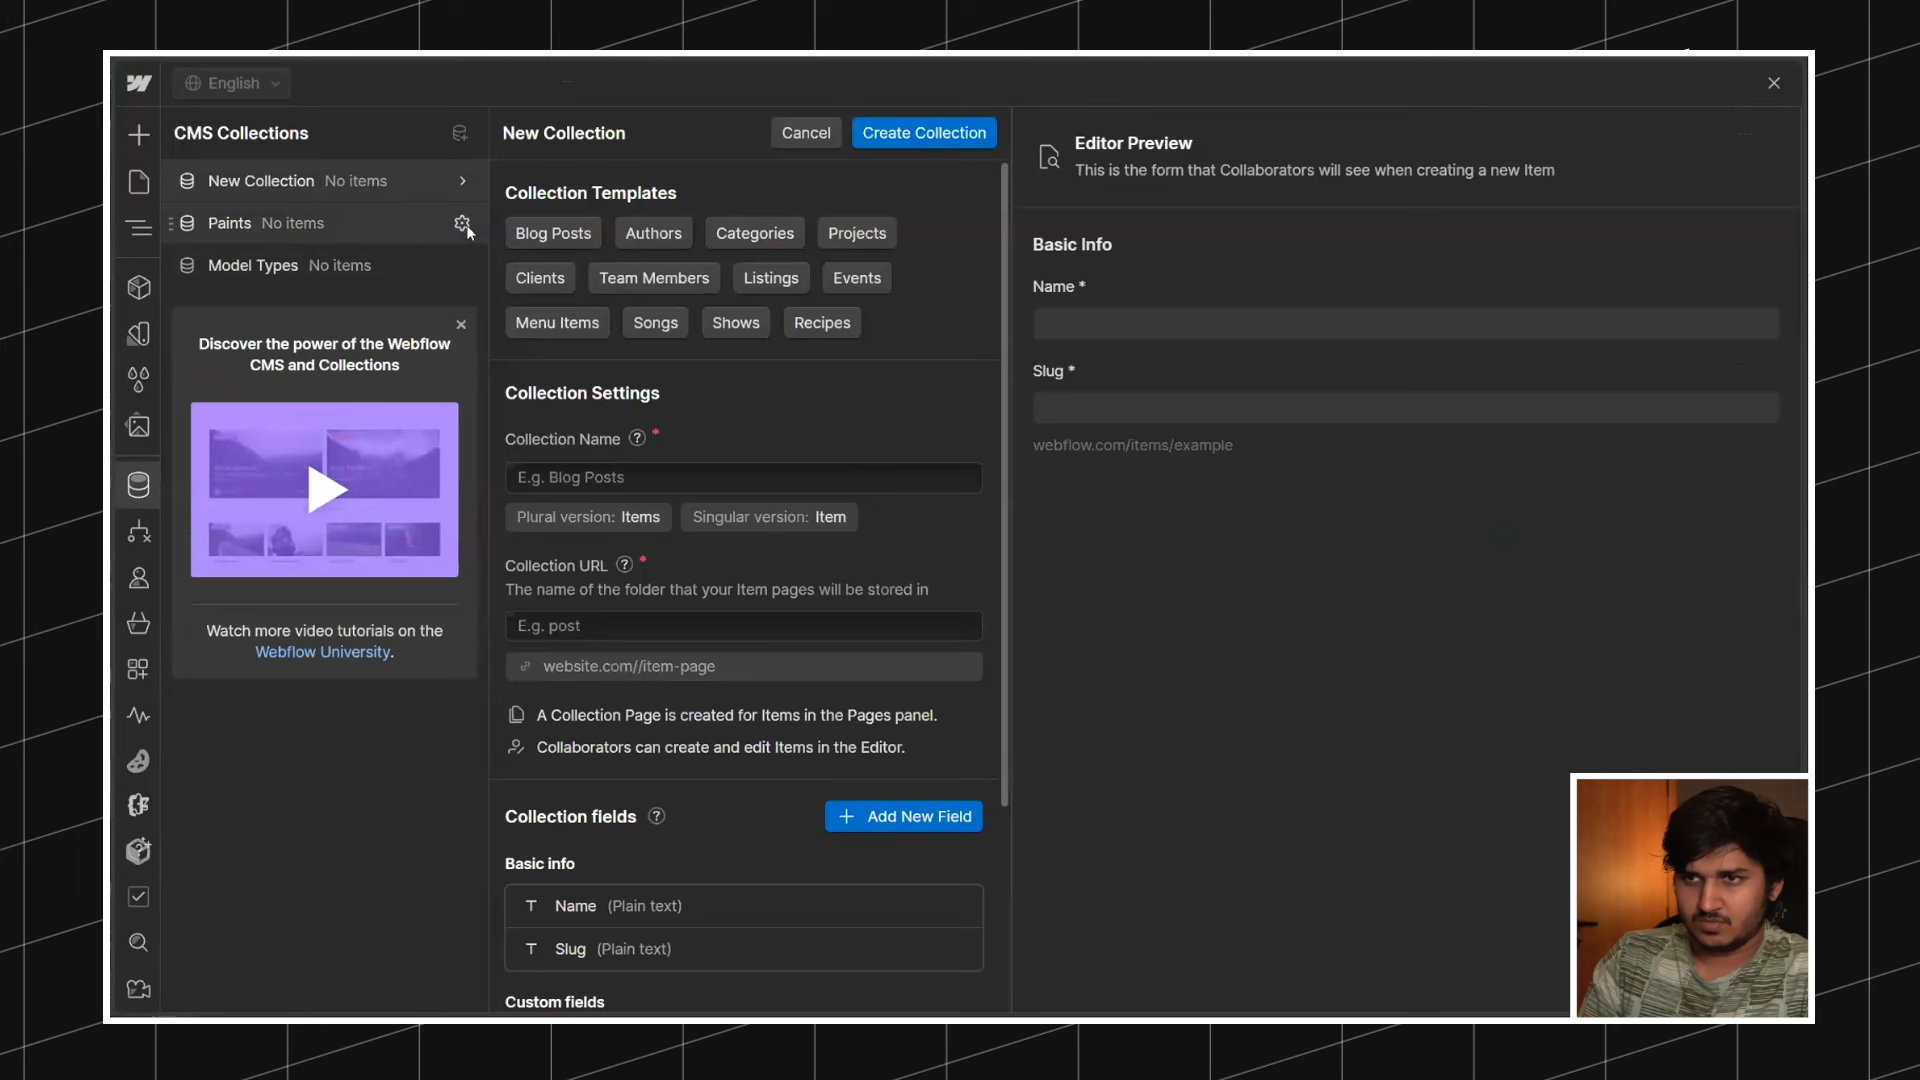 English
CMS Collections
New Collection No items
Paints No items
Model Types No items
Discover the power of the Webflow
CMS and Collections
Watch more video tutorials on the
Webflow University.
New Collection
Cancel
Create Collection
Collection Templates
Blog Posts
Authors
Categories
Projects
Clients
Team Members
Listings
Events
Menu Items
Songs
Shows
Recipes
Collection Settings
Collection Name ? *
E.g. Blog Posts
Plural version: Items
Singular version: Item
Collection URL ? *
The name of the folder that your Item pages will be stored in
E.g. post
website.com//item-page
A Collection Page is created for Items in the Pages panel.
Collaborators can create and edit Items in the Editor.
Collection fields ?
+ Add New Field
Basic info
T Name (Plain text)
T Slug (Plain text)
Custom fields
Editor Preview
This is the form that Collaborators will see when creating a new Item
Basic Info
Name *
Slug *
webflow.com/items/example